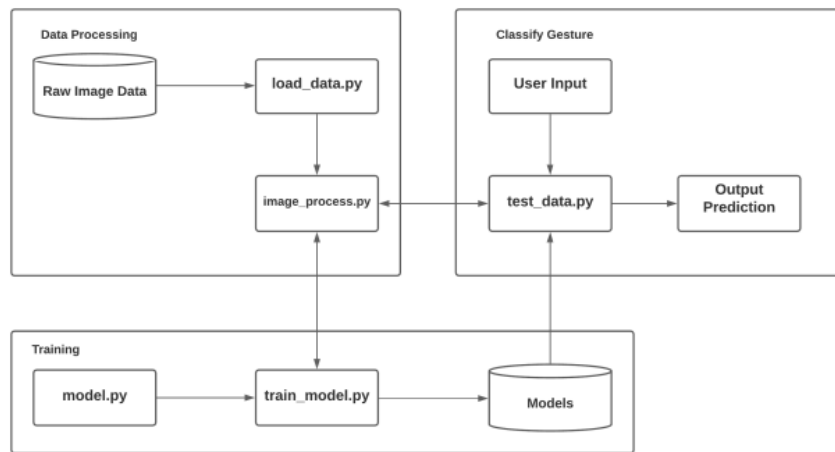 Data Processing
Raw Image Data
load_data.py
image_process.py
Classify Gesture
User Input
test_data.py
Output
Prediction
Training
model.py
train_model.py
Models